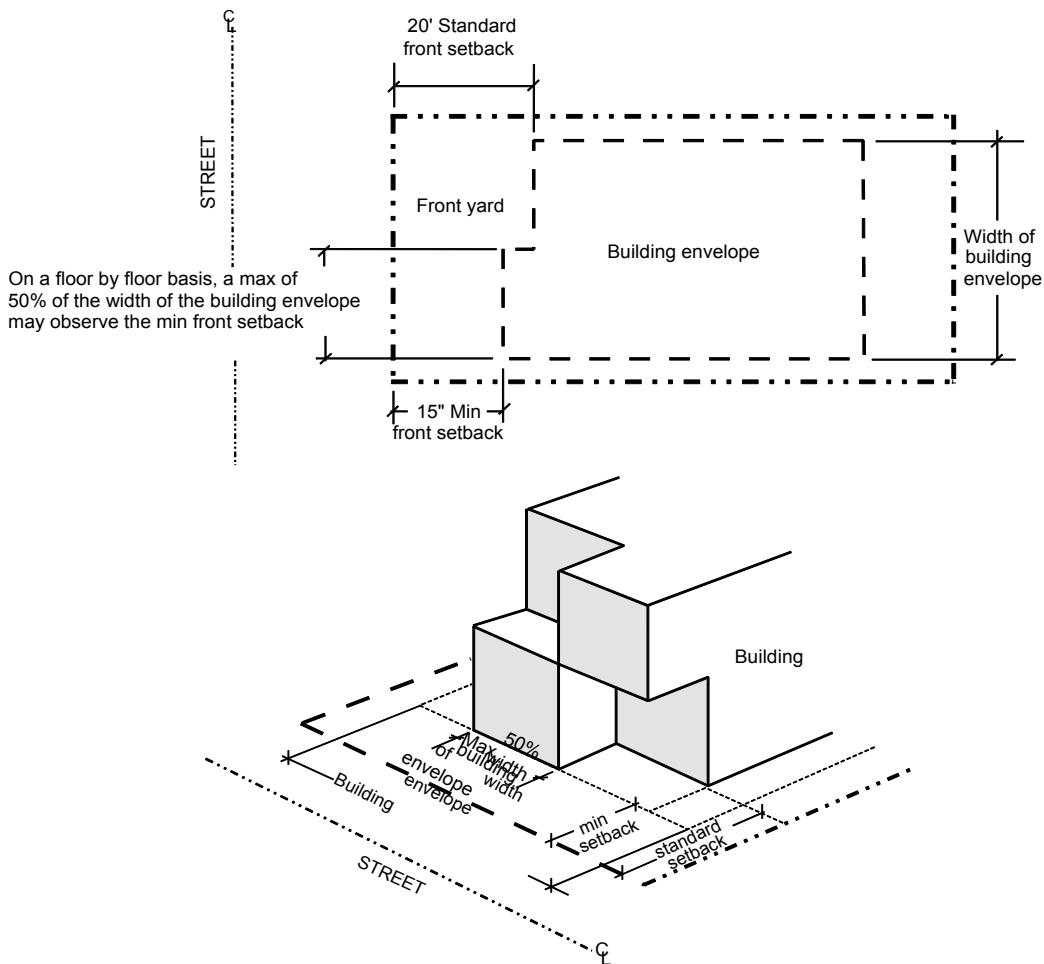 ℄
20' Standard
front setback
STREET
Front yard
Building envelope
Width of
building
envelope
On a floor by floor basis, a max of
50% of the width of the building envelope
may observe the min front setback
15" Min
front setback
Building
50%
Max
width
of building
envelope
width
envelope
Building
min
setback
standard
setback
STREET
℄